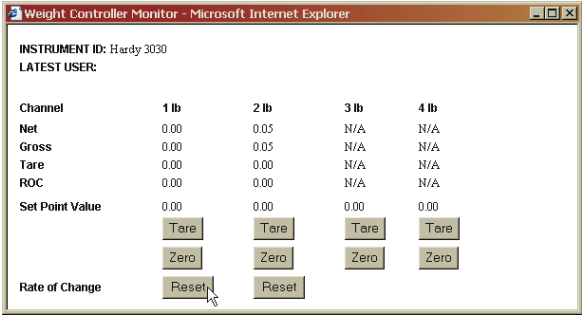 Weight Controller Monitor - Microsoft Internet Explorer
INSTRUMENT ID: Hardy 3030
LATEST USER:
Channel 1 lb 2 lb 3 lb 4 lb
Net 0.00 0.05 N/A N/A
Gross 0.00 0.05 N/A N/A
Tare 0.00 0.00 N/A N/A
ROC 0.00 0.00 N/A N/A
Set Point Value 0.00 0.00 0.00 0.00
Tare Tare Tare Tare
Zero Zero Zero Zero
Rate of Change Reset Reset